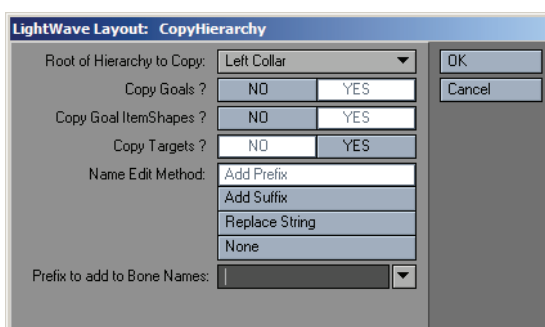 LightWave Layout: CopyHierarchy
Root of Hierarchy to Copy: Left Collar OK
Copy Goals ? NO YES Cancel
Copy Goal ItemShapes ? NO YES
Copy Targets ? NO YES
Name Edit Method: Add Prefix
Add Suffix
Replace String
None
Prefix to add to Bone Names: